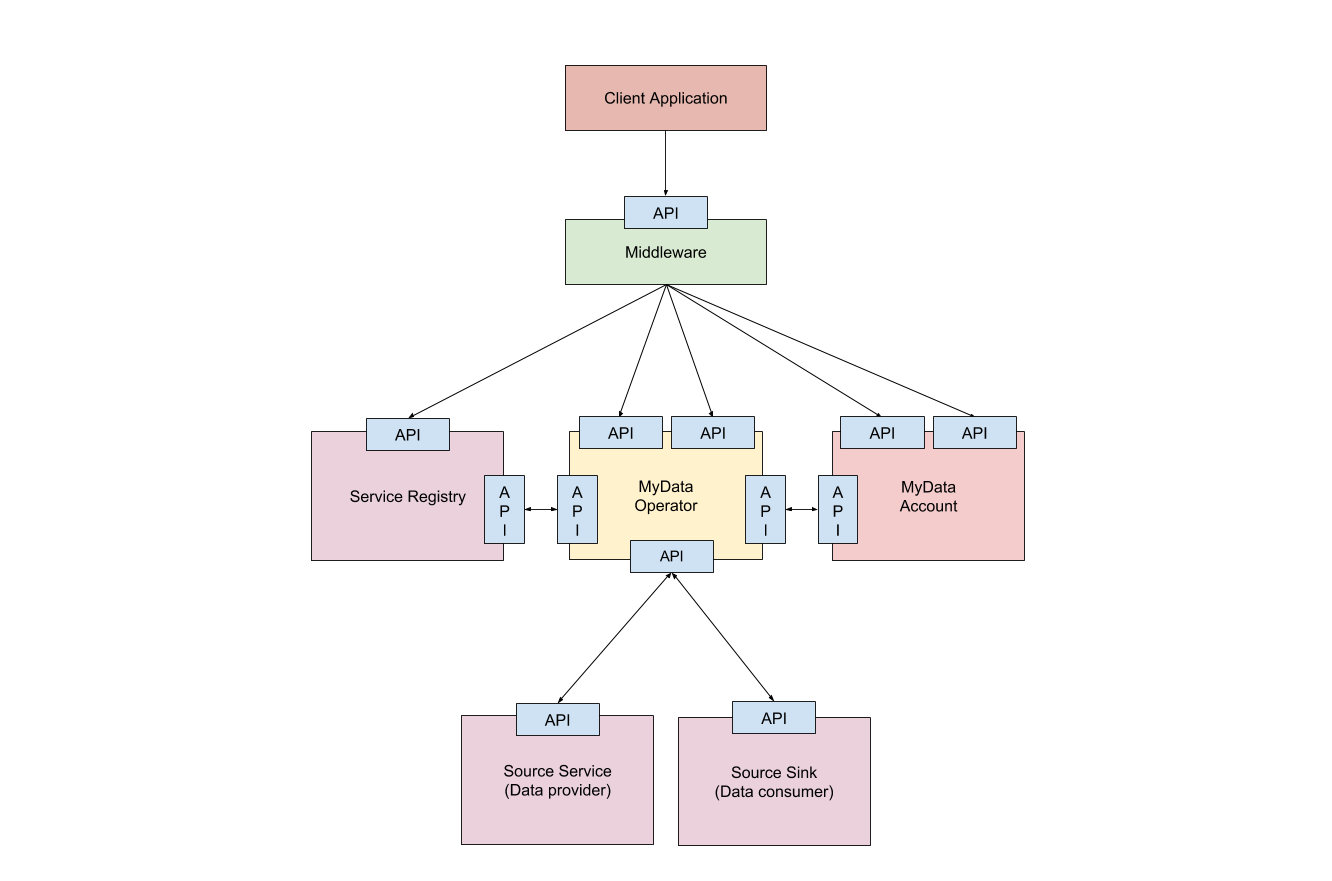 Client Application
API
Middleware
API
API
API
API
API
Service Registry
A
P
I
A
P
I
MyData
Operator
A
P
I
A
P
I
MyData
Account
API
API
API
Source Service
(Data provider)
Source Sink
(Data consumer)